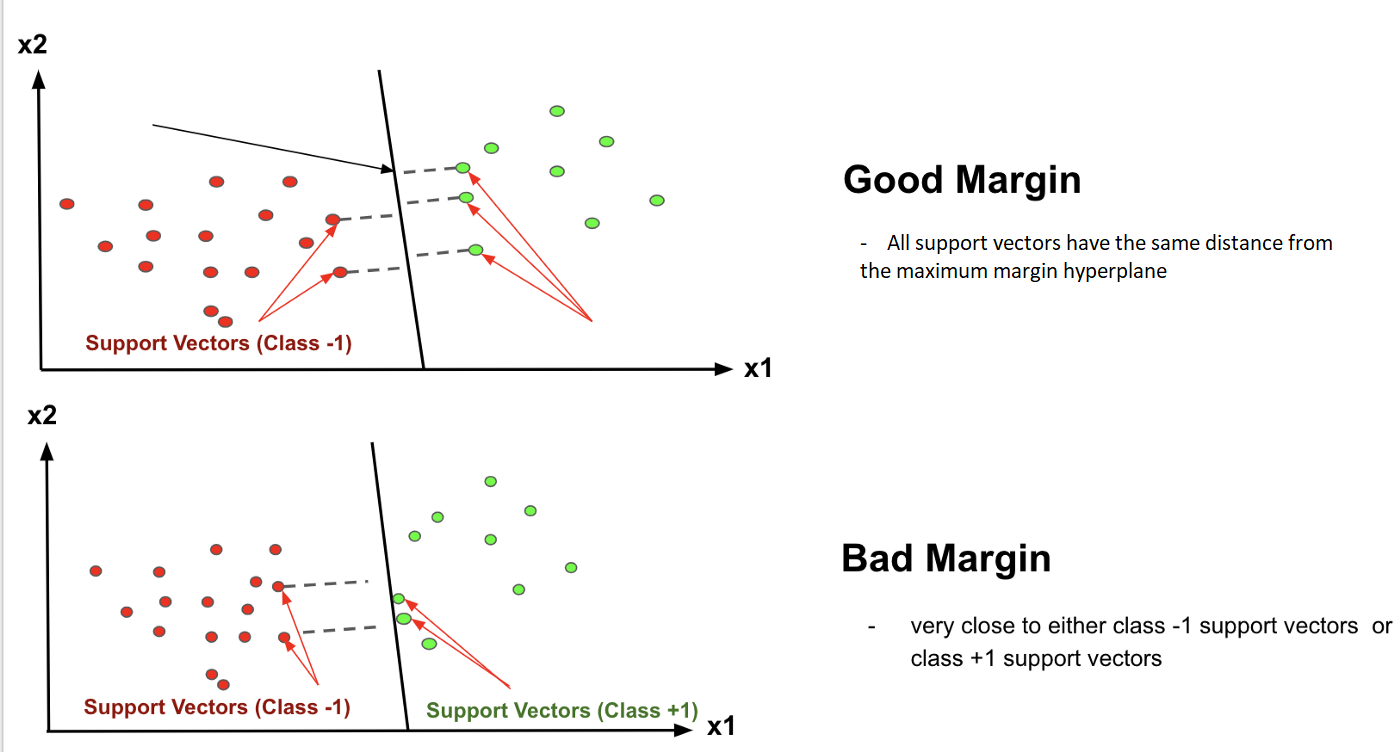 x2
Good Margin
- All support vectors have the same distance from
the maximum margin hyperplane
Support Vectors (Class -1)
x1
x2
Bad Margin
- very close to either class -1 support vectors or
class +1 support vectors
Support Vectors (Class -1)
Support Vectors (Class +1)
x1